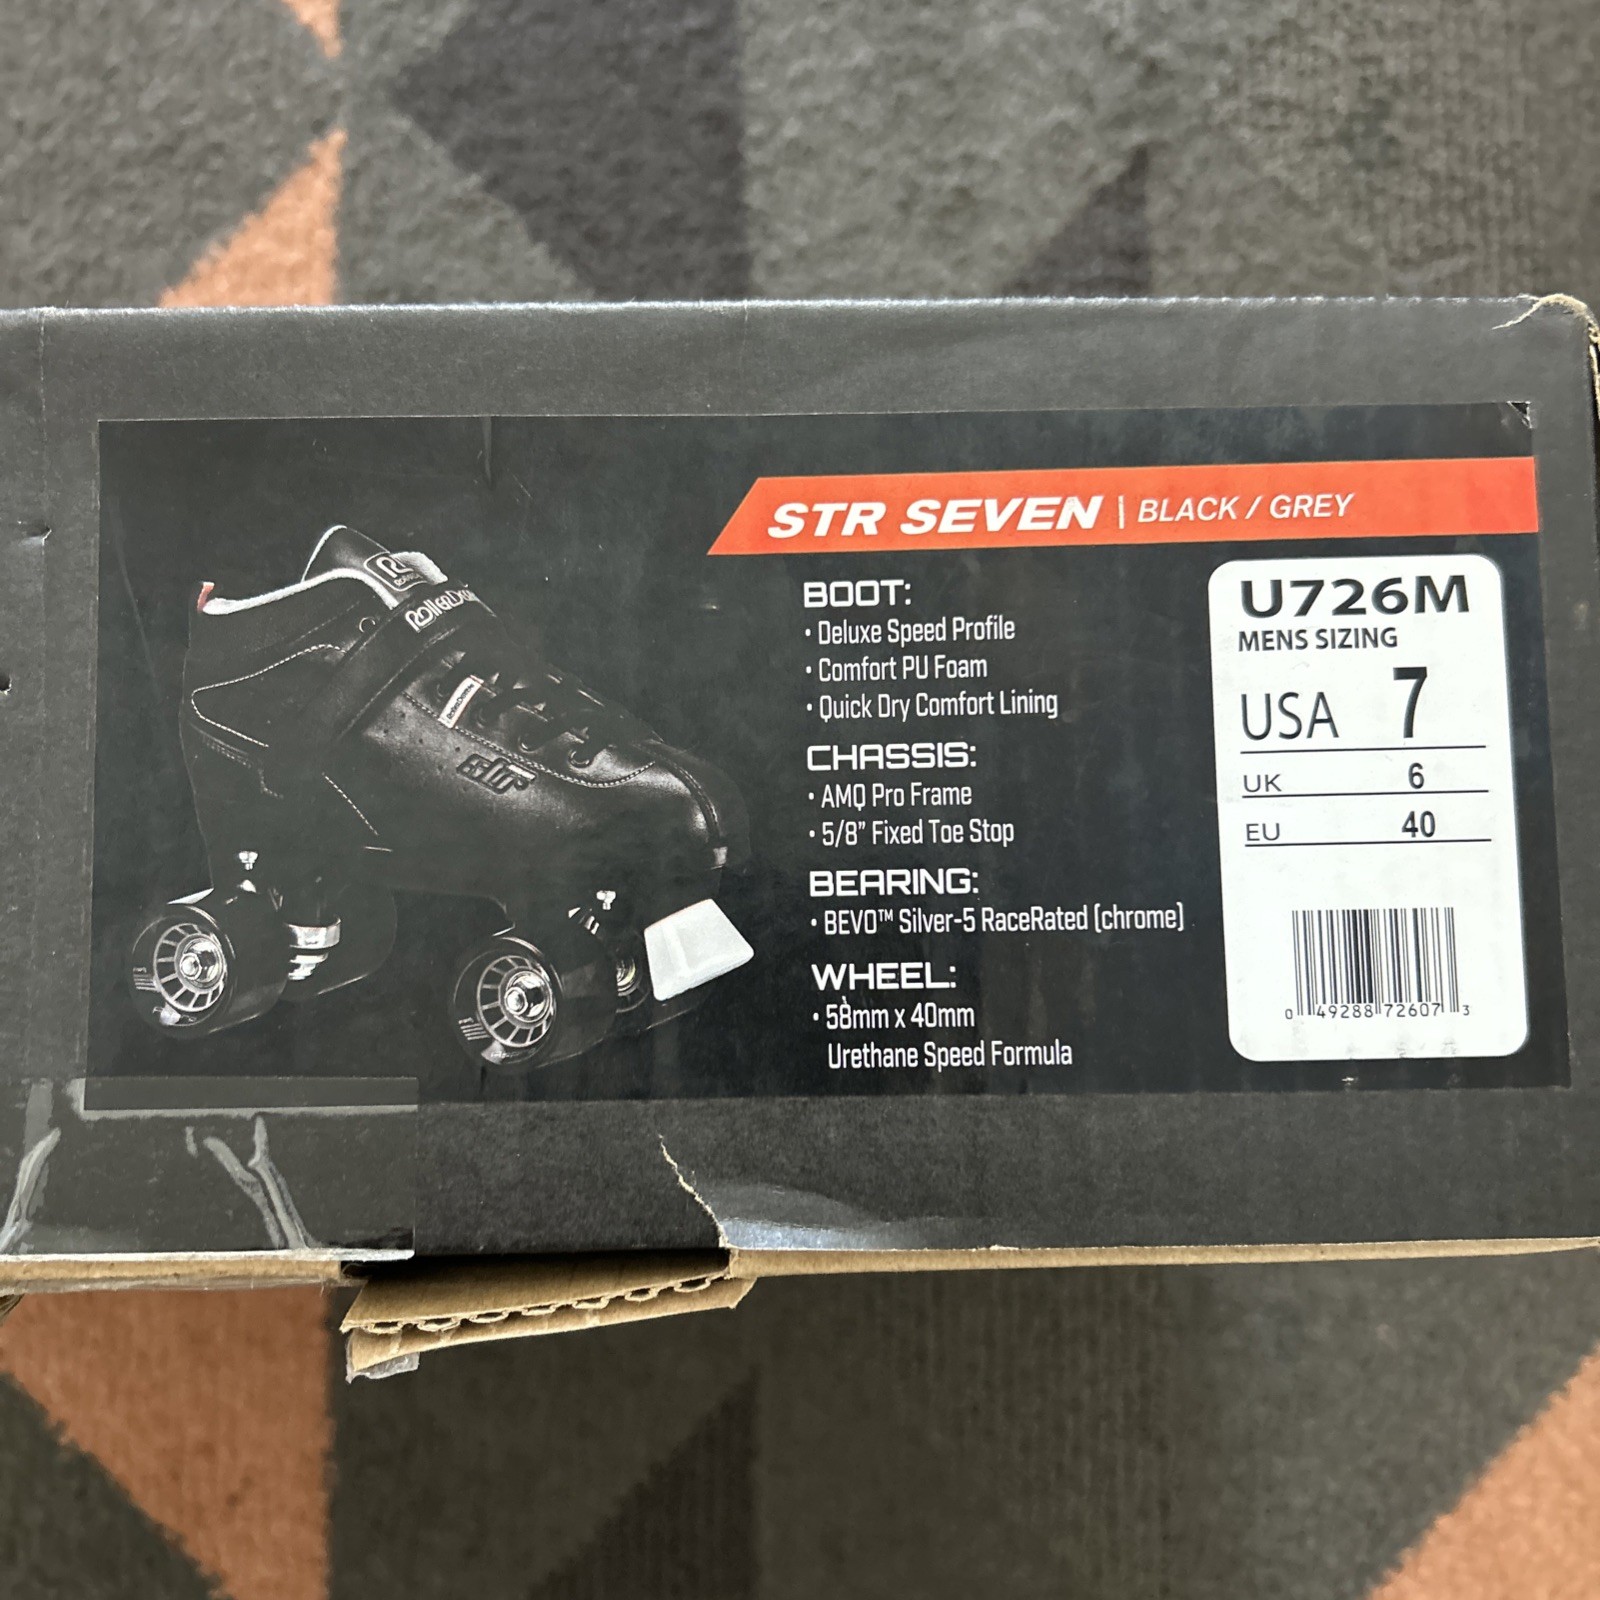 STR SEVEN | BLACK / GREY
BOOT:
• Deluxe Speed Profile
• Comfort PU Foam
• Quick Dry Comfort Lining
CHASSIS:
• AMQ Pro Frame
• 5/8” Fixed Toe Stop
BEARING:
• BEVO™ Silver-5 RaceRated (chrome)
WHEEL:
• 58mm x 40mm
Urethane Speed Formula
U726M
MENS SIZING
USA 7
UK 6
EU 40
0 49288 72607 3
str